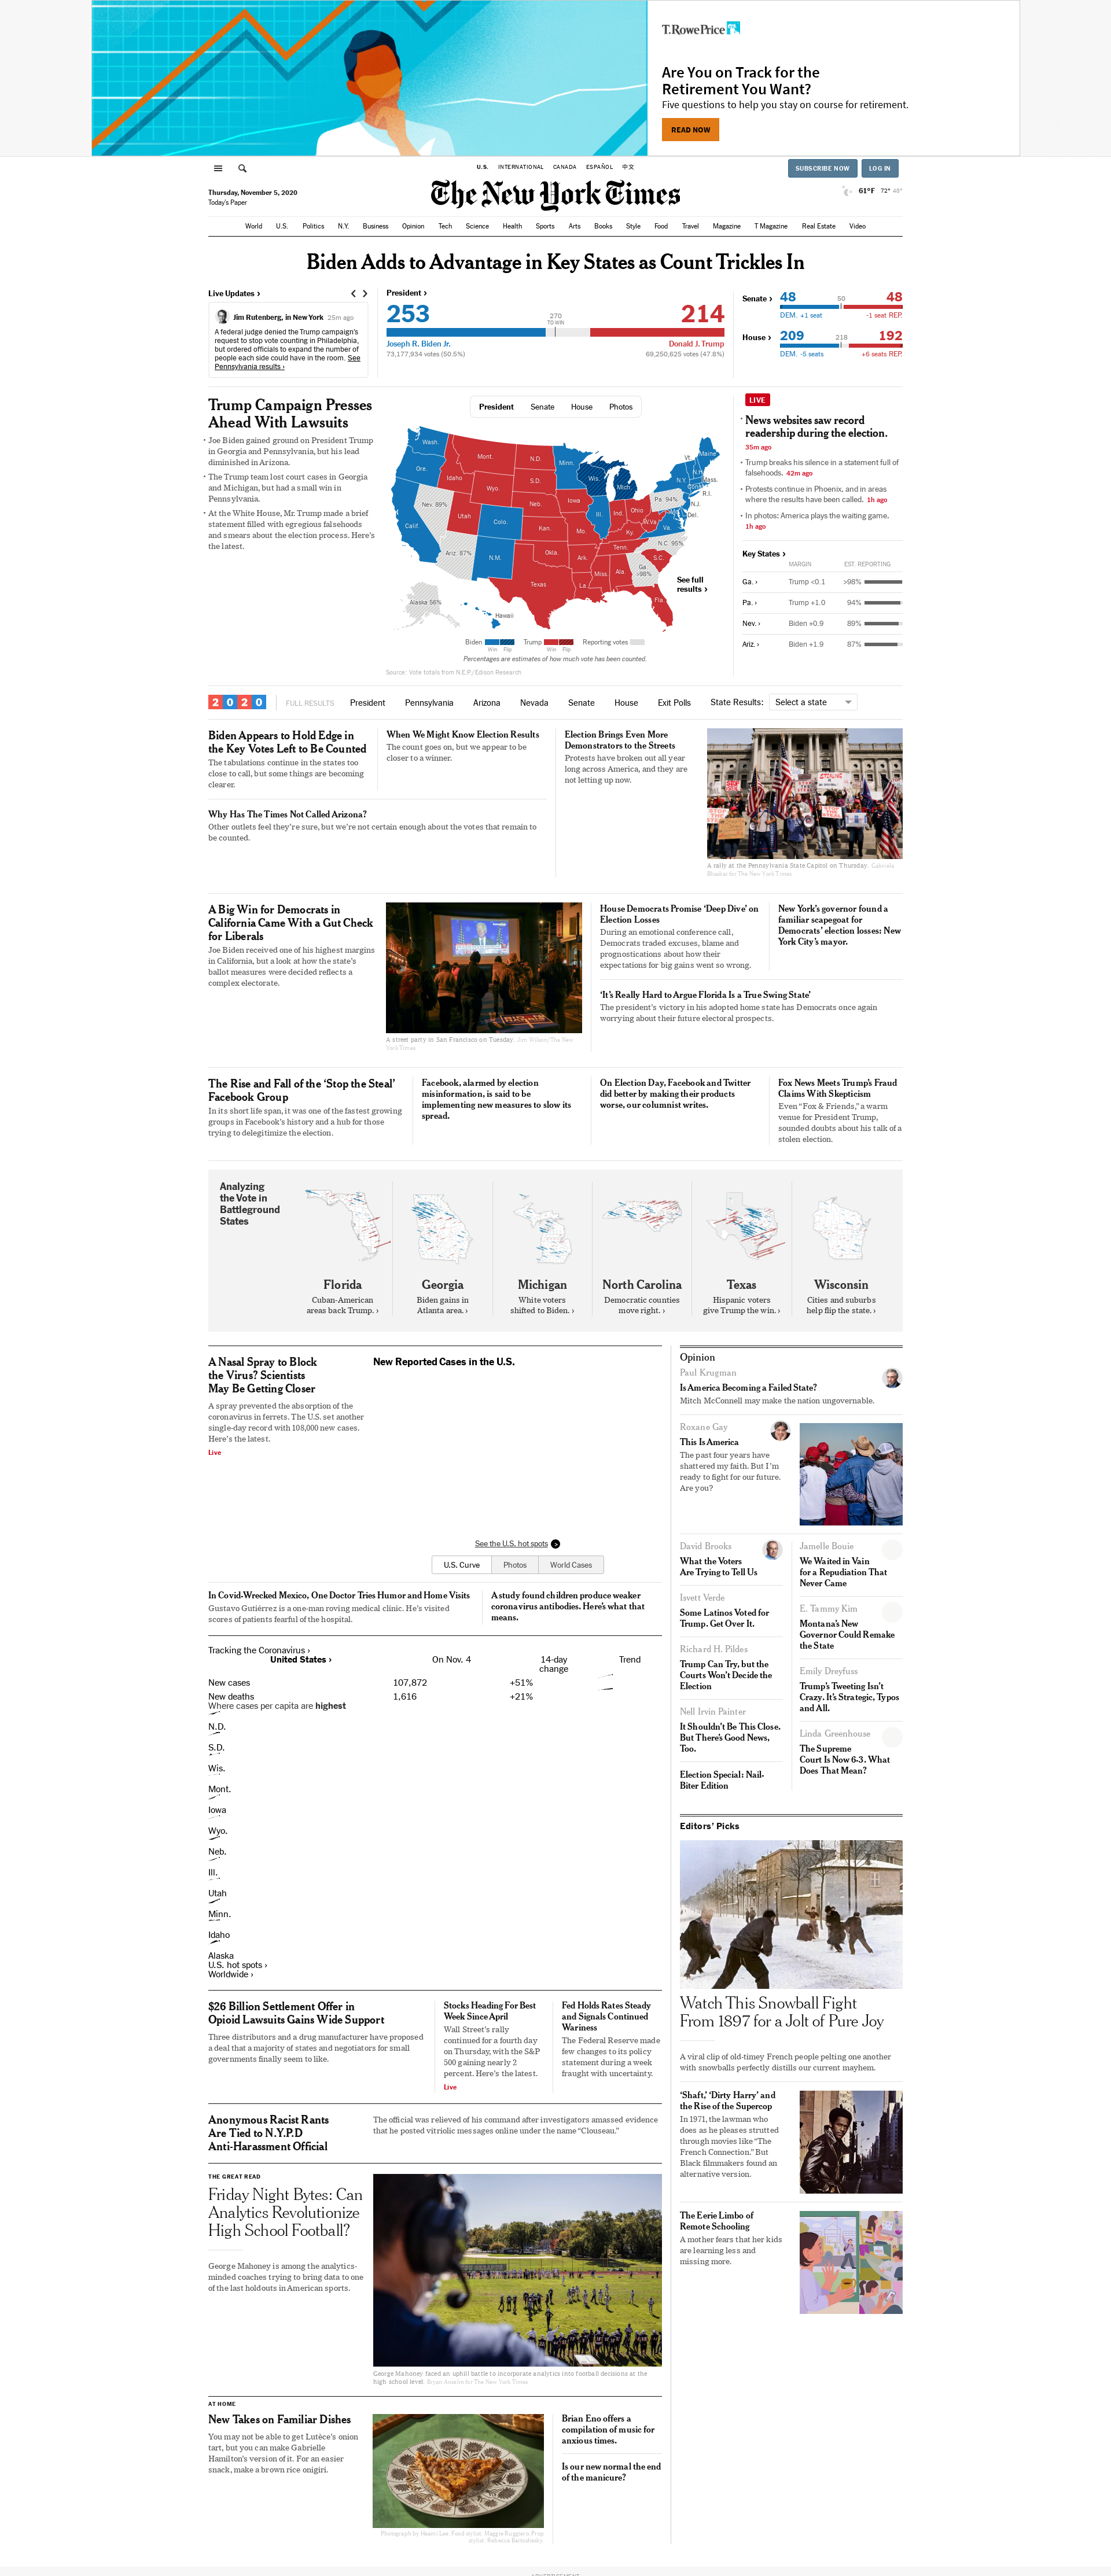 T.RowePrice
Are You on Track for the
Retirement You Want?
Five questions to help you stay on course for retirement.
READ NOW
U.S. INTERNATIONAL CANADA ESPAÑOL 中文
SUBSCRIBE NOW LOG IN
Thursday, November 5, 2020
Today's Paper
The New York Times
61°F 72° 48°
World U.S. Politics N.Y. Business Opinion Tech Science Health Sports Arts Books Style Food Travel Magazine T Magazine Real Estate Video
Biden Adds to Advantage in Key States as Count Trickles In
Live Updates ›
Jim Rutenberg, in New York 25m ago
A federal judge denied the Trump campaign's
request to stop vote counting in Philadelphia,
but ordered officials to expand the number of
people each side could have in the room. See
Pennsylvania results ›
President ›
253
270
TO WIN
214
Joseph R. Biden Jr. Donald J. Trump
73,177,934 votes (50.5%) 69,250,625 votes (47.8%)
Senate › 48 50 48
DEM. +1 seat -1 seat REP.
House › 209 218 192
DEM. -5 seats +6 seats REP.
Trump Campaign Presses
Ahead With Lawsuits
• Joe Biden gained ground on President Trump
in Georgia and Pennsylvania, but his lead
diminished in Arizona.
• The Trump team lost court cases in Georgia
and Michigan, but had a small win in
Pennsylvania.
• At the White House, Mr. Trump made a brief
statement filled with egregious falsehoods
and smears about the election process. Here's
the latest.
President Senate House Photos
Wash.
Ore.
Calif.
Nev. 89%
Idaho
Mont.
Wyo.
Utah
Colo.
Ariz. 87%
N.M.
N.D.
S.D.
Neb.
Kan.
Okla.
Texas
Minn.
Iowa
Mo.
Ark.
La.
Wis.
Ill.
Mich.
Ind.
Ohio
Ky.
Tenn.
Miss.
Ala.
Ga.
>98%
Fla.
S.C.
N.C. 95%
Va.
W.Va.
Pa. 94%
N.Y.
Vt.
N.H.
Maine
Mass.
Conn.
R.I.
N.J.
Del.
Alaska 56%
Hawaii
See full
results ›
Biden Win Flip Trump Win Flip Reporting votes
Percentages are estimates of how much vote has been counted.
Source: Vote totals from N.E.P./Edison Research
LIVE
• News websites saw record
readership during the election.
35m ago
• Trump breaks his silence in a statement full of
falsehoods. 42m ago
• Protests continue in Phoenix, and in areas
where the results have been called. 1h ago
• In photos: America plays the waiting game.
1h ago
Key States ›
MARGIN EST. REPORTING
Ga. › Trump <0.1 >98%
Pa. › Trump +1.0 94%
Nev. › Biden +0.9 89%
Ariz. › Biden +1.9 87%
2020 FULL RESULTS President Pennsylvania Arizona Nevada Senate House Exit Polls State Results: Select a state
Biden Appears to Hold Edge in
the Key Votes Left to Be Counted
The tabulations continue in the states too
close to call, but some things are becoming
clearer.
When We Might Know Election Results
The count goes on, but we appear to be
closer to a winner.
Why Has The Times Not Called Arizona?
Other outlets feel they're sure, but we're not certain enough about the votes that remain to
be counted.
Election Brings Even More
Demonstrators to the Streets
Protests have broken out all year
long across America, and they are
not letting up now.
A rally at the Pennsylvania State Capitol on Thursday. Gabriela
Bhaskar for The New York Times
A Big Win for Democrats in
California Came With a Gut Check
for Liberals
Joe Biden received one of his highest margins
in California, but a look at how the state's
ballot measures were decided reflects a
complex electorate.
A street party in San Francisco on Tuesday. Jim Wilson/The New
York Times
House Democrats Promise 'Deep Dive' on
Election Losses
During an emotional conference call,
Democrats traded excuses, blame and
prognostications about how their
expectations for big gains went so wrong.
New York's governor found a
familiar scapegoat for
Democrats' election losses: New
York City's mayor.
'It's Really Hard to Argue Florida Is a True Swing State'
The president's victory in his adopted home state has Democrats once again
worrying about their future electoral prospects.
The Rise and Fall of the 'Stop the Steal'
Facebook Group
In its short life span, it was one of the fastest growing
groups in Facebook's history and a hub for those
trying to delegitimize the election.
Facebook, alarmed by election
misinformation, is said to be
implementing new measures to slow its
spread.
On Election Day, Facebook and Twitter
did better by making their products
worse, our columnist writes.
Fox News Meets Trump's Fraud
Claims With Skepticism
Even "Fox & Friends," a warm
venue for President Trump,
sounded doubts about his talk of a
stolen election.
Analyzing
the Vote in
Battleground
States
Florida
Cuban-American
areas back Trump. ›
Georgia
Biden gains in
Atlanta area. ›
Michigan
White voters
shifted to Biden. ›
North Carolina
Democratic counties
move right. ›
Texas
Hispanic voters
give Trump the win. ›
Wisconsin
Cities and suburbs
help flip the state. ›
A Nasal Spray to Block
the Virus? Scientists
May Be Getting Closer
A spray prevented the absorption of the
coronavirus in ferrets. The U.S. set another
single-day record with 108,000 new cases.
Here's the latest.
Live
New Reported Cases in the U.S.
See the U.S. hot spots
U.S. Curve Photos World Cases
In Covid-Wrecked Mexico, One Doctor Tries Humor and Home Visits
Gustavo Gutiérrez is a one-man roving medical clinic. He's visited
scores of patients fearful of the hospital.
A study found children produce weaker
coronavirus antibodies. Here's what that
means.
Tracking the Coronavirus ›
United States › On Nov. 4 14-day
change Trend
New cases 107,872 +51%
New deaths 1,616 +21%
Where cases per capita are highest
N.D.
S.D.
Wis.
Mont.
Iowa
Wyo.
Neb.
Ill.
Utah
Minn.
Idaho
Alaska
U.S. hot spots ›
Worldwide ›
$26 Billion Settlement Offer in
Opioid Lawsuits Gains Wide Support
Three distributors and a drug manufacturer have proposed
a deal that a majority of states and negotiators for small
governments finally seem to like.
Stocks Heading For Best
Week Since April
Wall Street's rally
continued for a fourth day
on Thursday, with the S&P
500 gaining nearly 2
percent. Here's the latest.
Live
Fed Holds Rates Steady
and Signals Continued
Wariness
The Federal Reserve made
few changes to its policy
statement during a week
fraught with uncertainty.
Anonymous Racist Rants
Are Tied to N.Y.P.D
Anti-Harassment Official
The official was relieved of his command after investigators amassed evidence
that he posted vitriolic messages online under the name "Clouseau."
THE GREAT READ
Friday Night Bytes: Can
Analytics Revolutionize
High School Football?
George Mahoney is among the analytics-
minded coaches trying to bring data to one
of the last holdouts in American sports.
George Mahoney faced an uphill battle to incorporate analytics into football decisions at the
high school level. Bryan Anselm for The New York Times
AT HOME
New Takes on Familiar Dishes
You may not be able to get Lutèce's onion
tart, but you can make Gabrielle
Hamilton's version of it. For an easier
snack, make a brown rice onigiri.
Brian Eno offers a
compilation of music for
anxious times.
Is our new normal the end
of the manicure?
Opinion
Paul Krugman
Is America Becoming a Failed State?
Mitch McConnell may make the nation ungovernable.
Roxane Gay
This Is America
The past four years have
shattered my faith. But I'm
ready to fight for our future.
Are you?
David Brooks
What the Voters
Are Trying to Tell Us
Isvett Verde
Some Latinos Voted for
Trump. Get Over It.
Richard H. Pildes
Trump Can Try, but the
Courts Won't Decide the
Election
Nell Irvin Painter
It Shouldn't Be This Close.
But There's Good News,
Too.
Election Special: Nail-
Biter Edition
Jamelle Bouie
We Waited in Vain
for a Repudiation That
Never Came
E. Tammy Kim
Montana's New
Governor Could Remake
the State
Emily Dreyfuss
Trump's Tweeting Isn't
Crazy. It's Strategic, Typos
and All.
Linda Greenhouse
The Supreme
Court Is Now 6-3. What
Does That Mean?
Editors' Picks
Watch This Snowball Fight
From 1897 for a Jolt of Pure Joy
A viral clip of old-timey French people pelting one another
with snowballs perfectly distills our current mayhem.
'Shaft,' 'Dirty Harry' and
the Rise of the Supercop
In 1971, the lawman who
does as he pleases strutted
through movies like "The
French Connection." But
Black filmmakers found an
alternative version.
The Eerie Limbo of
Remote Schooling
A mother fears that her kids
are learning less and
missing more.